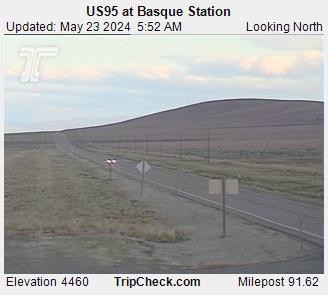 US95 at Basque Station
Updated: May 23 2024 5:52 AM Looking North
Elevation 4460 TripCheck.com Milepost 91.62